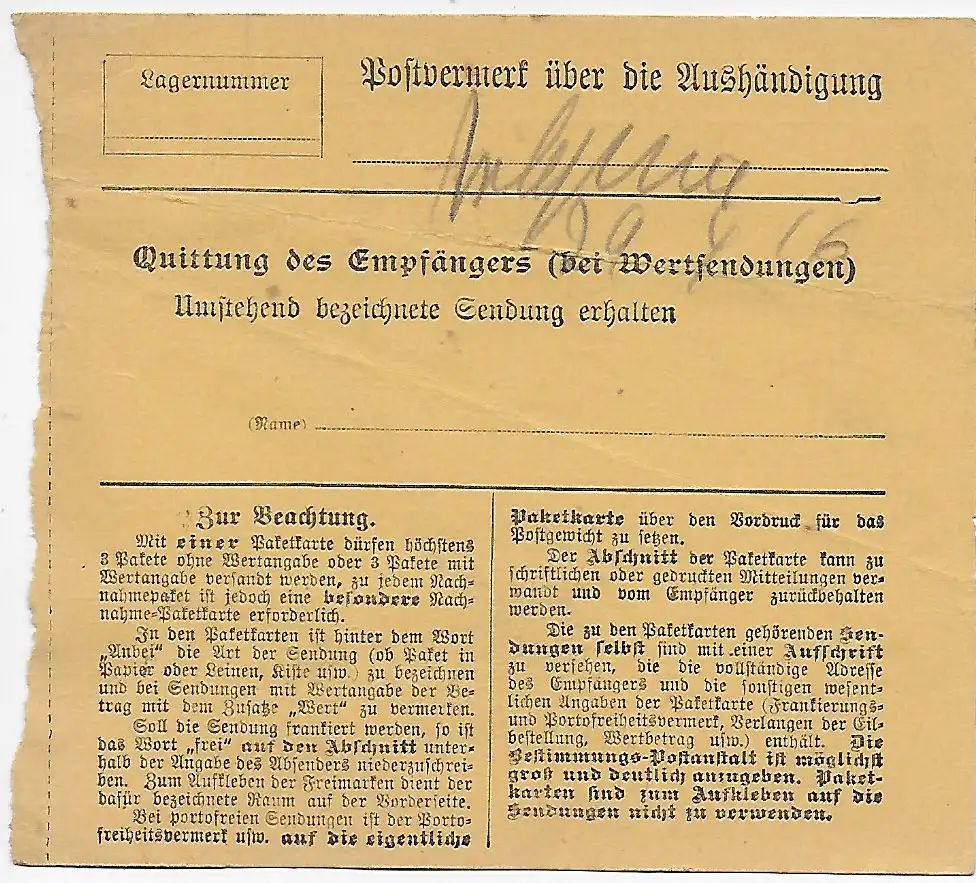 Lagernummer
Postvermerk über die Aushändigung
Quittung des Empfängers (bei Wertsendungen)
Umstehend bezeichnete Sendung erhalten
(Name)
Zur Beachtung.
Mit einer Paketkarte dürfen höchstens
3 Pakete ohne Wertangabe oder 3 Pakete mit
Wertangabe versandt werden, zu jedem Nach-
nahmepaket ist jedoch eine besondere Nach-
nahme-Paketkarte erforderlich.
In den Paketkarten ist hinter dem Wort
„Anbei“ die Art der Sendung (ob Paket in
Papier oder Leinen, Kiste usw.) zu bezeichnen
und bei Sendungen mit Wertangabe der Be-
trag mit dem Zusatze „Wert“ zu vermerken.
Soll die Sendung frankiert werden, so ist
das Wort „frei“ auf den Abschnitt unter-
halb der Angabe des Absenders niederzuschrei-
ben. Zum Aufkleben der Freimarken dient der
dafür bezeichnete Raum auf der Vorderseite.
Bei portofreien Sendungen ist der Porto-
freiheitsvermerk usw. auf die eigentliche
Paketkarte über den Vordruck für das
Postgewicht zu setzen.
Der Abschnitt der Paketkarte kann zu
schriftlichen oder gedruckten Mitteilungen ver-
wandt und vom Empfänger zurückbehalten
werden.
Die zu den Paketkarten gehörenden Sen-
dungen selbst sind mit einer Aufschrift
zu versehen, die die vollständige Adresse
des Empfängers und die sonstigen wesent-
lichen Angaben der Paketkarte (Frankierungs-
und Portofreiheitsvermerk, Verlangen der Eil-
bestellung, Wertbetrag usw.) enthält. Die
Bestimmungs-Postanstalt ist möglichst
groß und deutlich anzugeben. Paket-
karten sind zum Aufkleben auf die
Sendungen nicht zu verwenden.